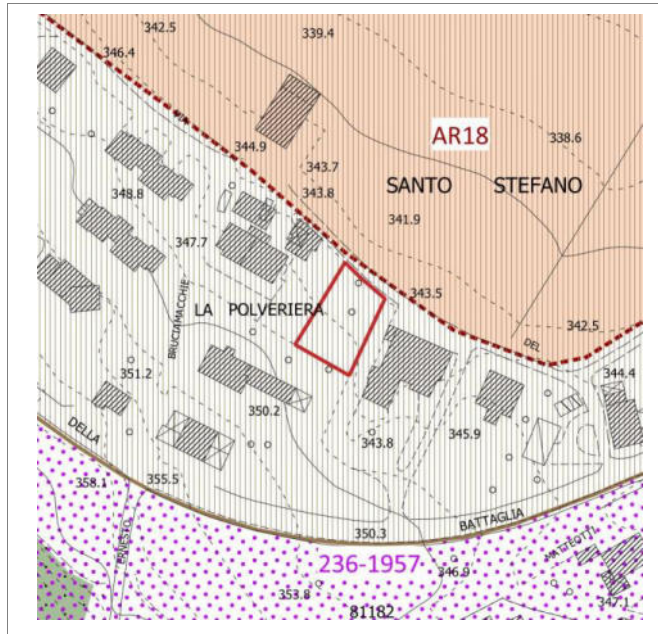 342.5
339.4
346.4
AR18
338.6
344.9
343.7
SANTO STEFANO
343.8
348.8
341.9
347.7
343.5
LA POLVERIERA
BRUCIAMACCHIE
342.5
DEL
344.4
351.2
350.2
DELLA
343.8
345.9
355.5
358.1
BATTAGLIA
350.3
ERNESTO
236-1957
MATTEOTTI
346.9
353.8
347.1
81182